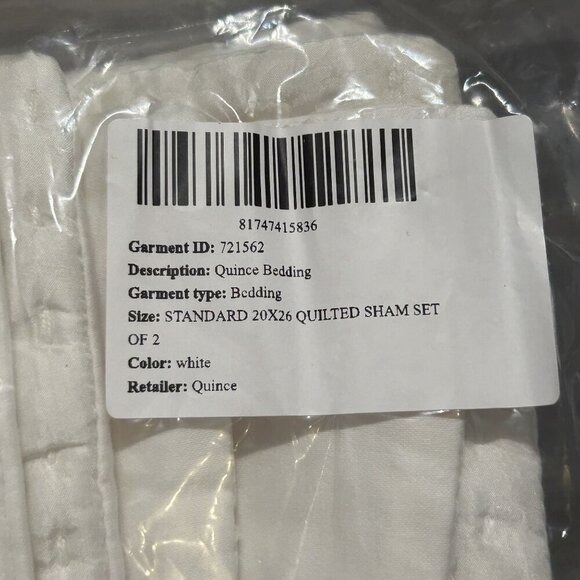 81747415836
Garment ID: 721562
Description: Quince Bedding
Garment type: Bedding
Size: STANDARD 20X26 QUILTED SHAM SET
OF 2
Color: white
Retailer: Quince